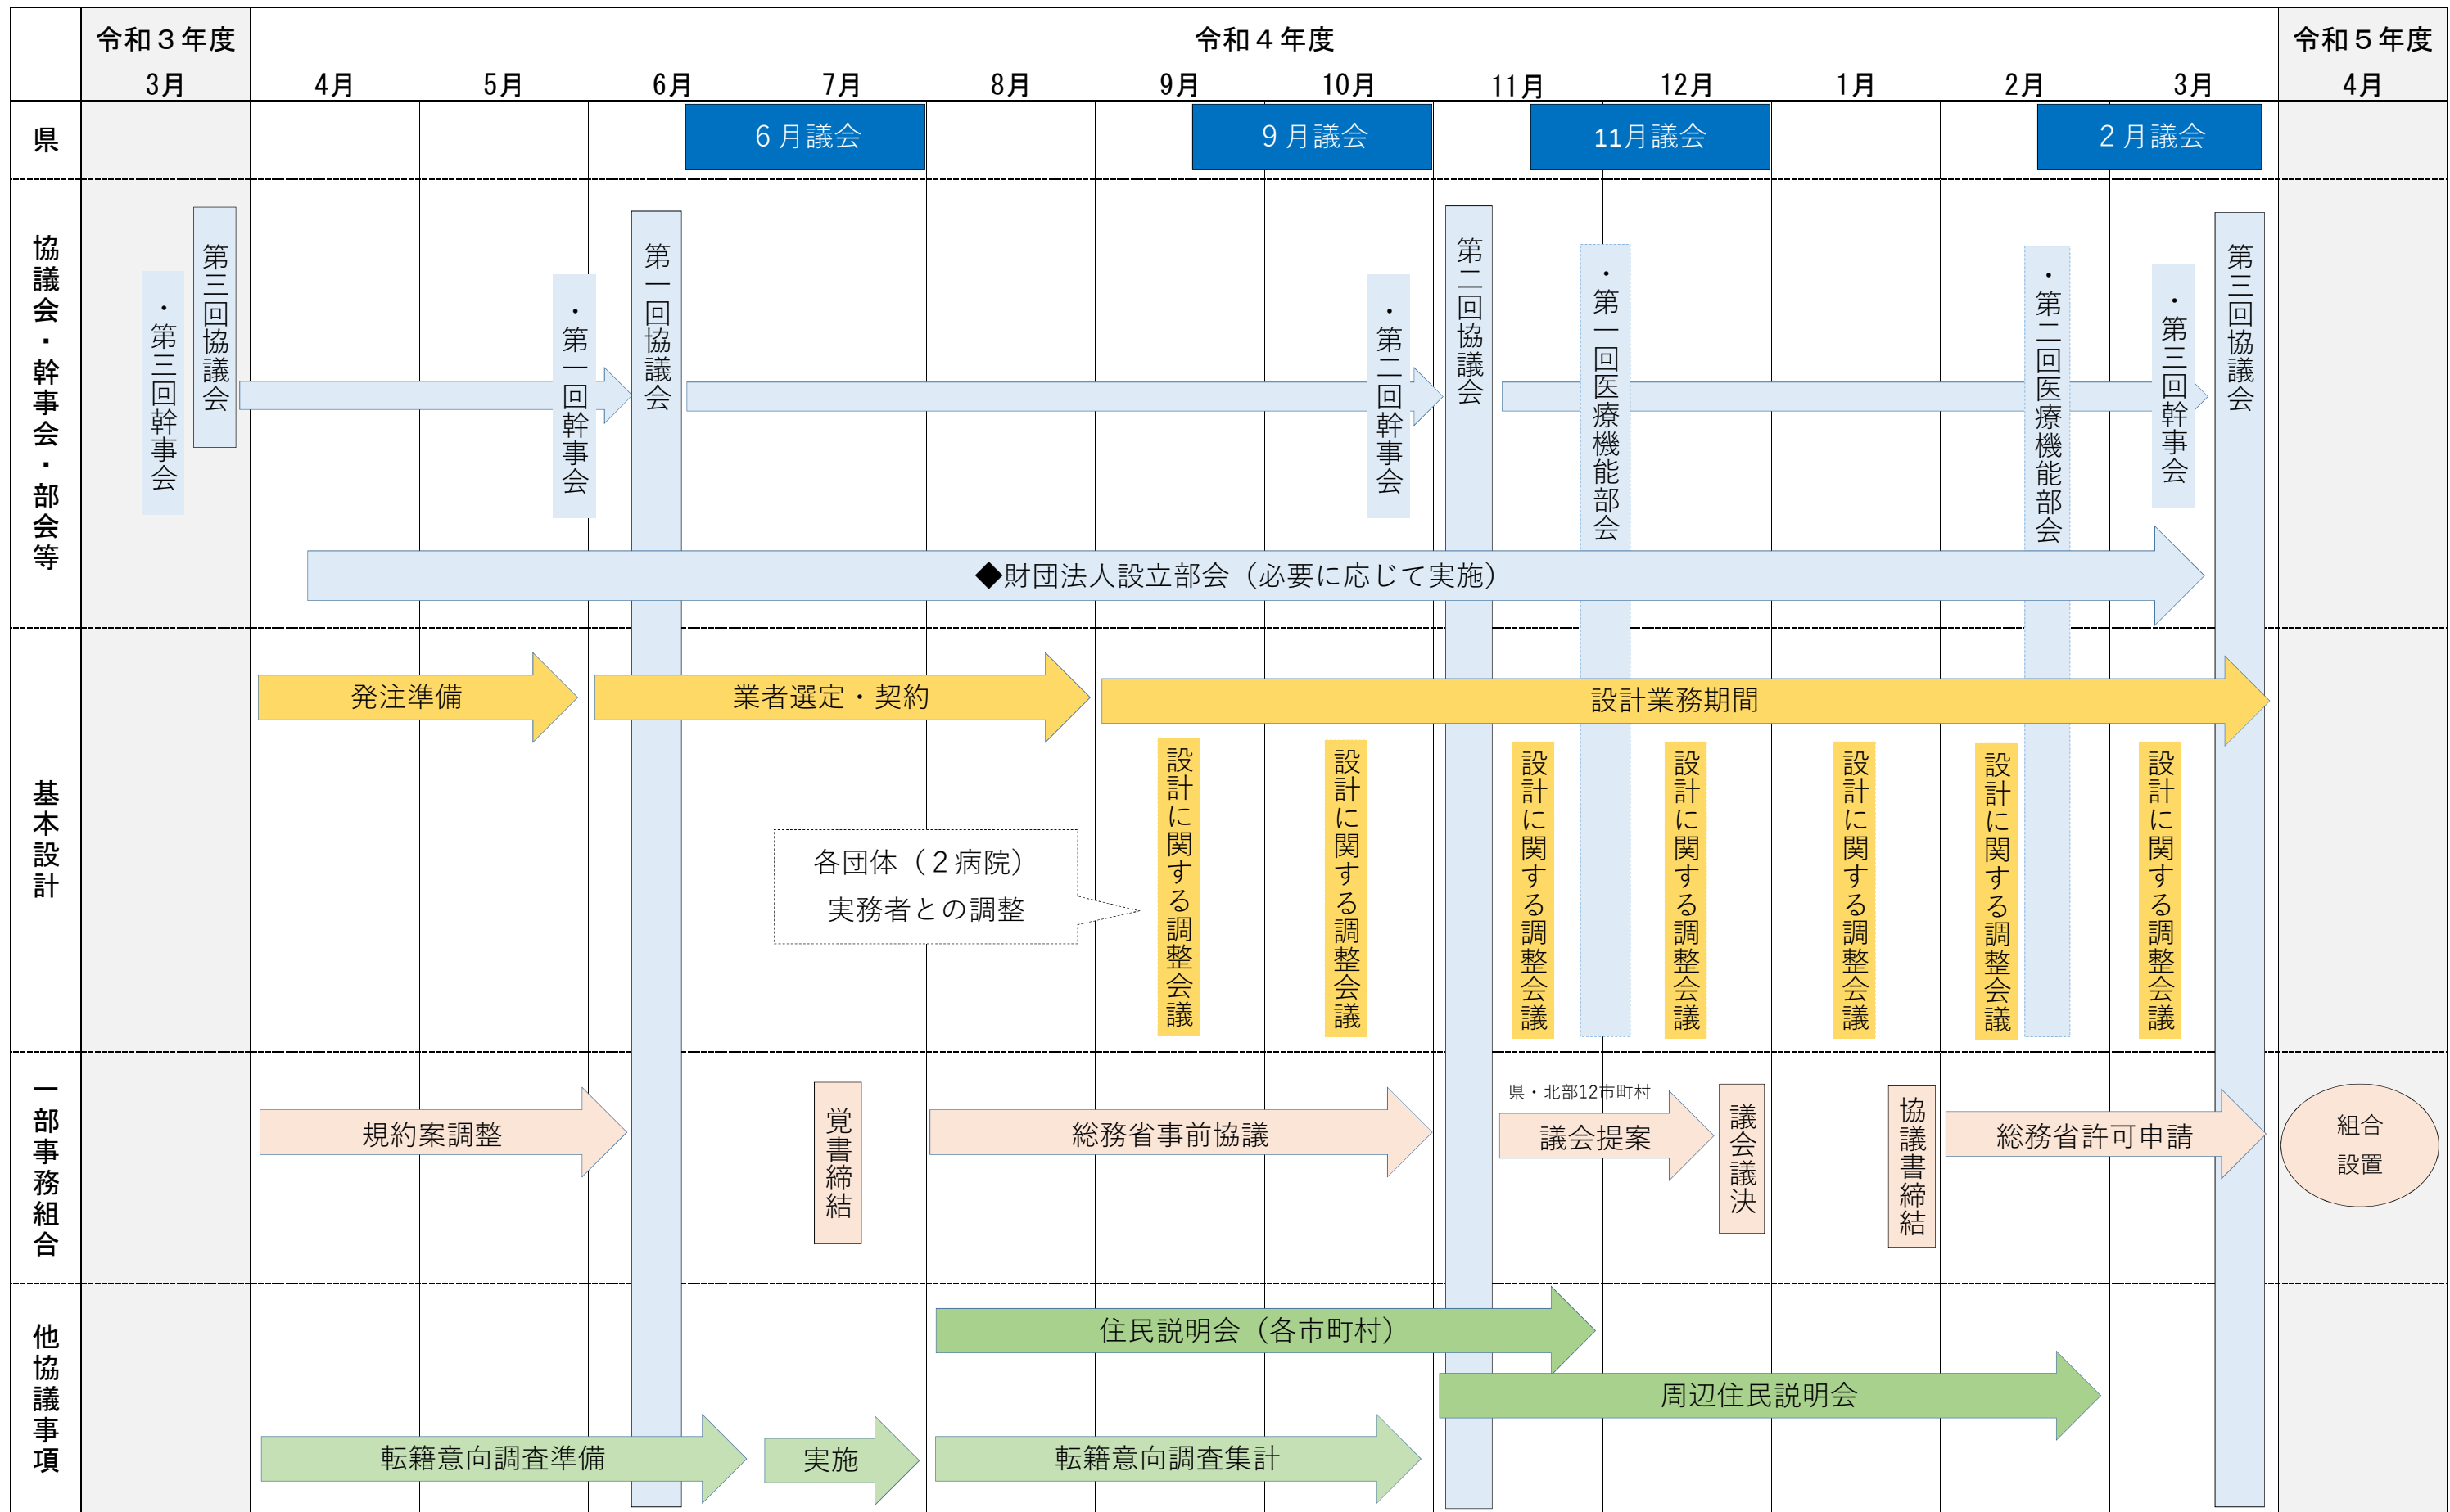 令和３年度
令和４年度
令和５年度
3月
4月
5月
6月
7月
8月
9月
10月
11月
12月
1月
2月
3月
4月
県
６月議会
９月議会
11月議会
２月議会
協議会・幹事会・部会等
・第三回幹事会
第三回協議会
・第一回幹事会
第一回協議会
・第二回幹事会
第二回協議会
・第一回医療機能部会
・第二回医療機能部会
・第三回幹事会
第三回協議会
◆財団法人設立部会（必要に応じて実施）
基本設計
発注準備
業者選定・契約
設計業務期間
各団体（２病院）
実務者との調整
設計に関する調整会議
設計に関する調整会議
設計に関する調整会議
設計に関する調整会議
設計に関する調整会議
設計に関する調整会議
設計に関する調整会議
一部事務組合
規約案調整
覚書締結
総務省事前協議
県・北部12市町村
議会提案
議会議決
協議書締結
総務省許可申請
組合
設置
他協議事項
住民説明会（各市町村）
周辺住民説明会
転籍意向調査準備
実施
転籍意向調査集計